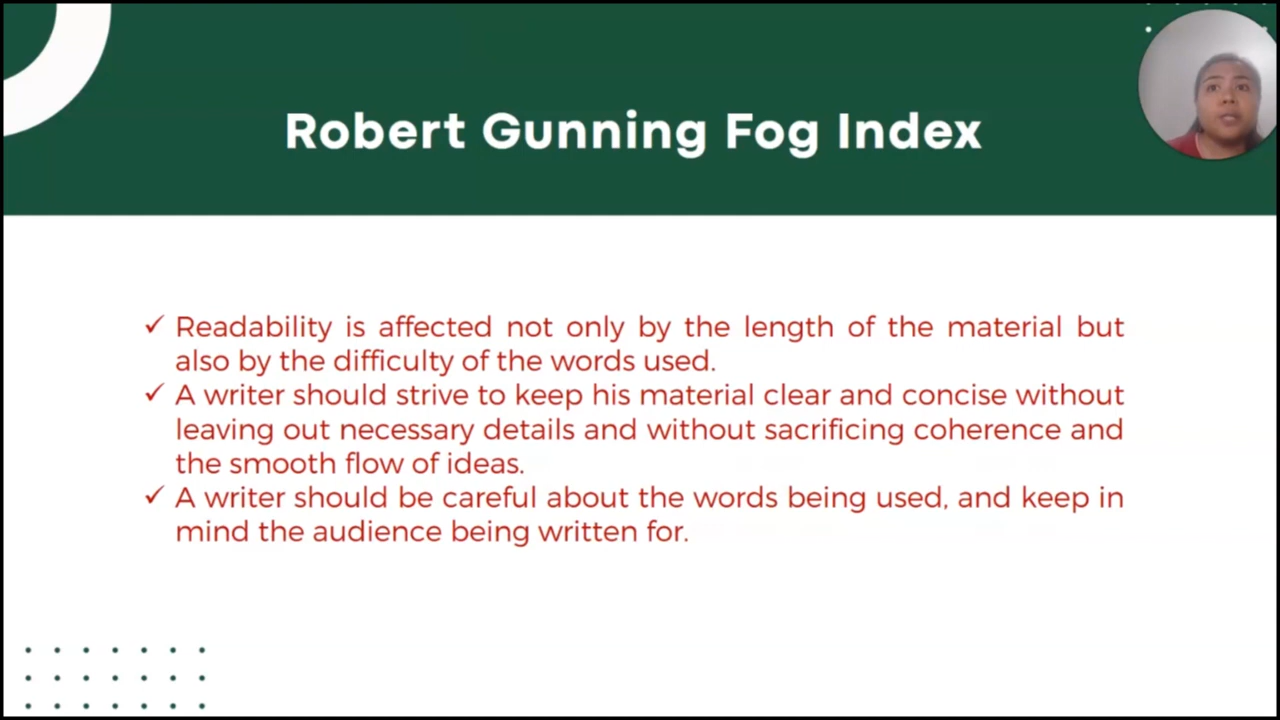 Robert Gunning Fog Index
✓ Readability is affected not only by the length of the material but
also by the difficulty of the words used.
✓ A writer should strive to keep his material clear and concise without
leaving out necessary details and without sacrificing coherence and
the smooth flow of ideas.
✓ A writer should be careful about the words being used, and keep in
mind the audience being written for.